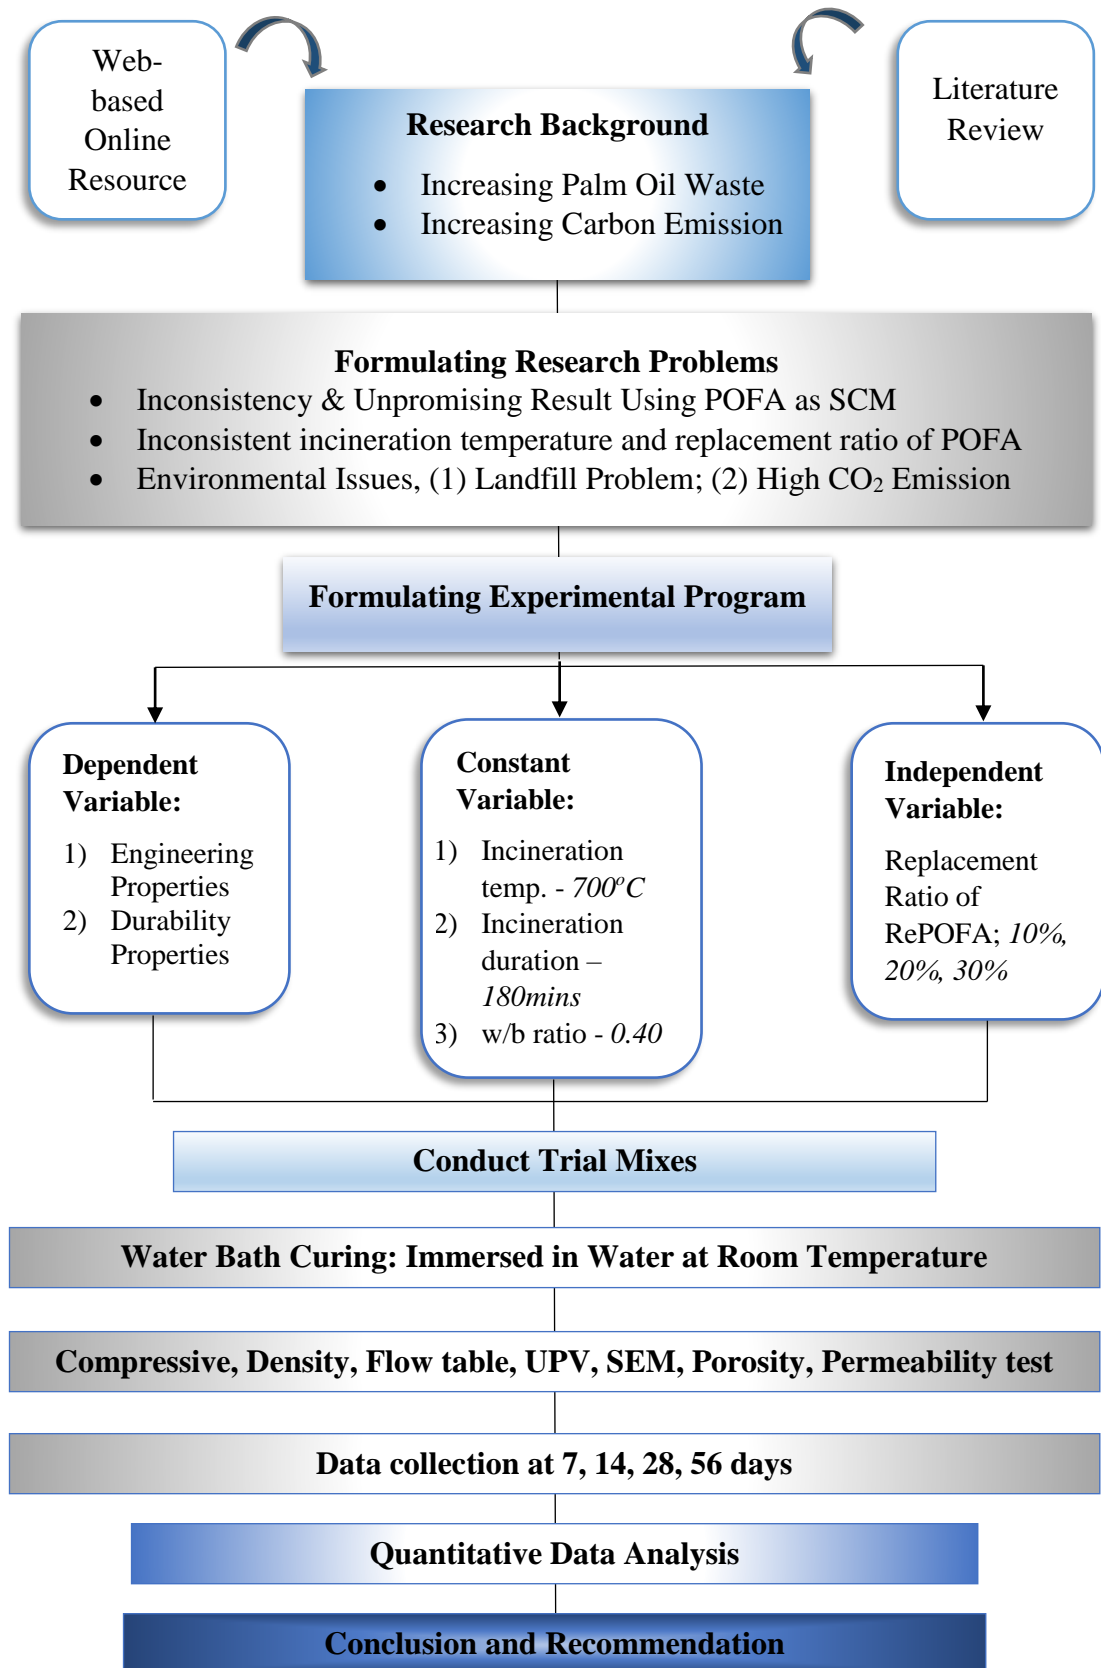 Web-
based
Online
Resource
Literature
Review
Research Background
• Increasing Palm Oil Waste
• Increasing Carbon Emission
Formulating Research Problems
• Inconsistency & Unpromising Result Using POFA as SCM
• Inconsistent incineration temperature and replacement ratio of POFA
• Environmental Issues, (1) Landfill Problem; (2) High CO₂ Emission
Formulating Experimental Program
Dependent
Variable:
1) Engineering
Properties
2) Durability
Properties
Constant
Variable:
1) Incineration
temp. - 700°C
2) Incineration
duration –
180mins
3) w/b ratio - 0.40
Independent
Variable:
Replacement
Ratio of
RePOFA; 10%,
20%, 30%
Conduct Trial Mixes
Water Bath Curing: Immersed in Water at Room Temperature
Compressive, Density, Flow table, UPV, SEM, Porosity, Permeability test
Data collection at 7, 14, 28, 56 days
Quantitative Data Analysis
Conclusion and Recommendation